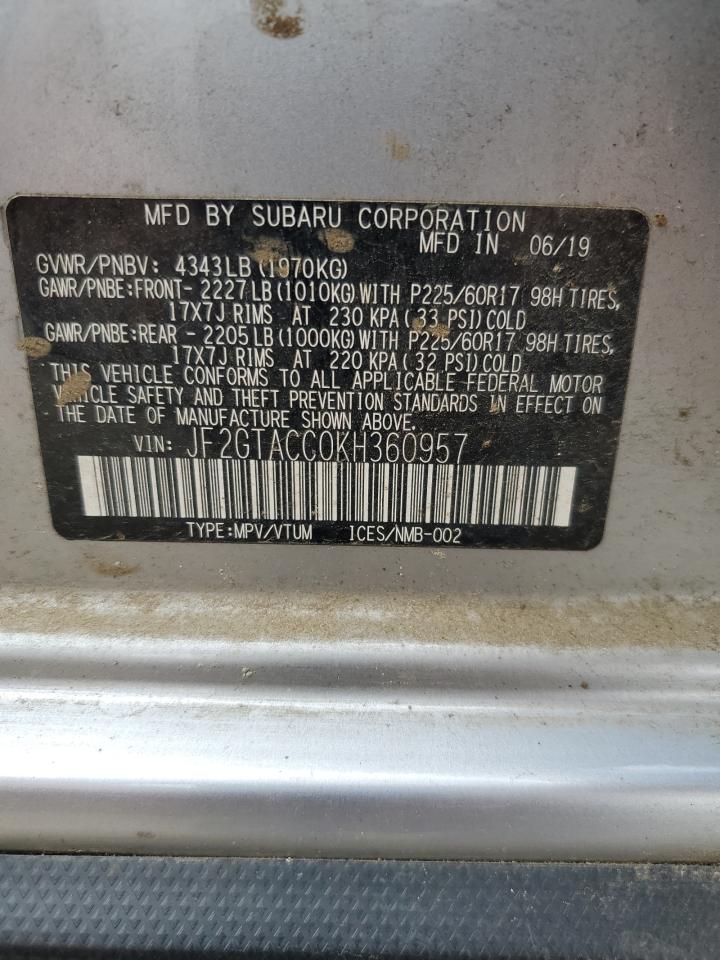 MFD BY SUBARU CORPORATION
MFD IN 06/19
GVWR/PNBV: 4343LB (1970KG)
GAWR/PNBE:FRONT- 2227LB (1010KG) WITH P225/60R17 98H TIRES,
17X7J RIMS AT 230 KPA (33 PSI) COLD
GAWR/PNBE:REAR - 2205LB (1000KG) WITH P225/60R17 98H TIRES,
17X7J RIMS AT 220 KPA (32 PSI) COLD
THIS VEHICLE CONFORMS TO ALL APPLICABLE FEDERAL MOTOR
VEHICLE SAFETY AND THEFT PREVENTION STANDARDS IN EFFECT ON
THE DATE OF MANUFACTURE SHOWN ABOVE.
VIN: JF2GTACC0KH360957
TYPE:MPV/VTUM ICES/NMB-002